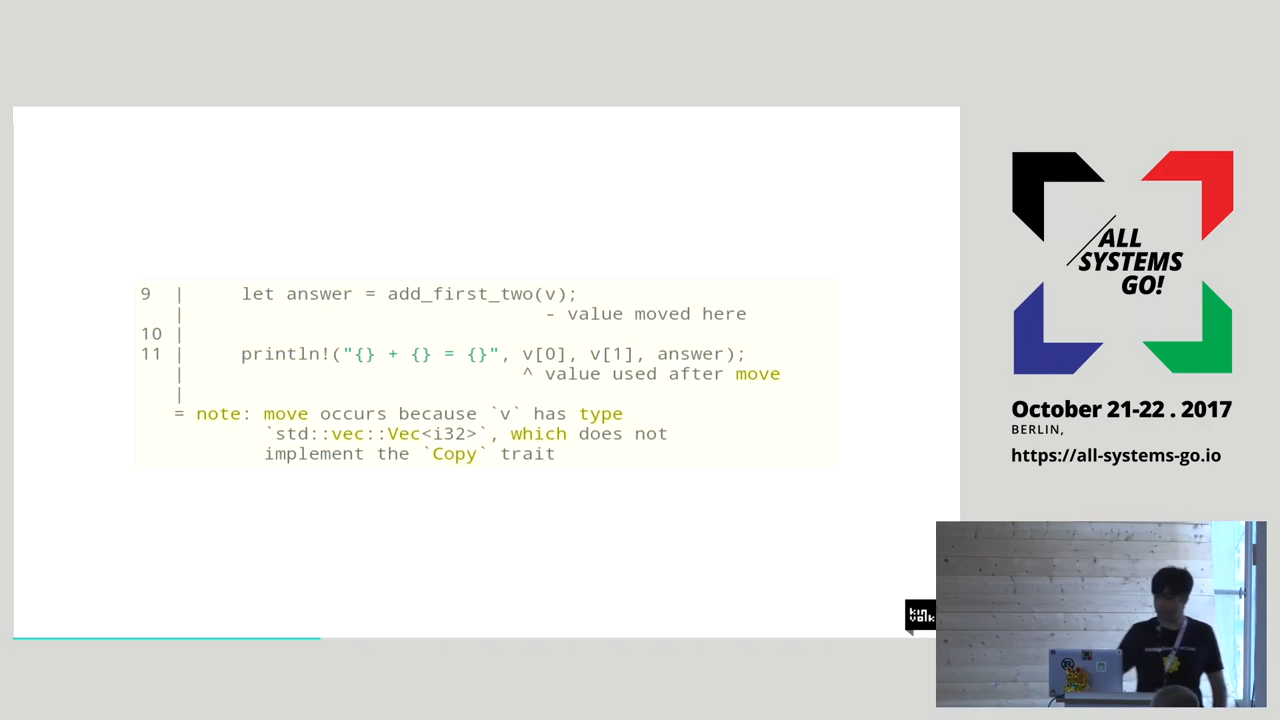 9 | let answer = add_first_two(v);
| - value moved here
10 |
11 | println!("{} + {} = {}", v[0], v[1], answer);
| ^ value used after move
|
= note: move occurs because `v` has type
`std::vec::Vec<i32>`, which does not
implement the `Copy` trait
kin
volk
ALL
SYSTEMS
GO!
October 21-22 . 2017
BERLIN,
https://all-systems-go.io